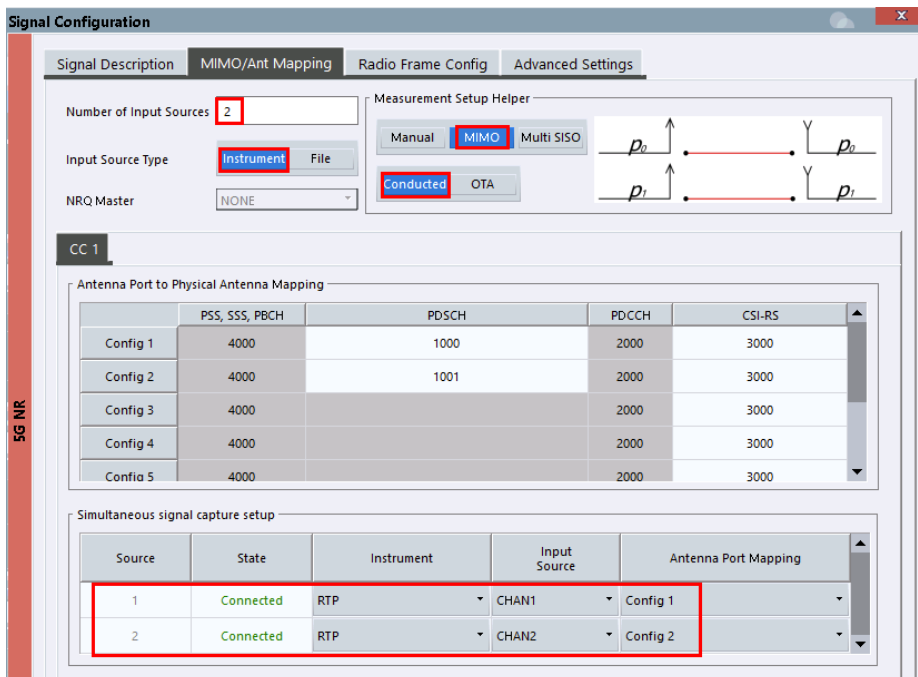 Signal Configuration
x
Signal Description MIMO/Ant Mapping Radio Frame Config Advanced Settings
Number of Input Sources 2
Measurement Setup Helper
Manual MIMO Multi SISO
Input Source Type Instrument File
Conducted OTA
NRQ Master NONE
p0 p0
p1 p1
CC 1
Antenna Port to Physical Antenna Mapping
PSS, SSS, PBCH PDSCH PDCCH CSI-RS
Config 1 4000 1000 2000 3000
Config 2 4000 1001 2000 3000
Config 3 4000 2000 3000
Config 4 4000 2000 3000
Config 5 4000 2000 3000
5G NR
Simultaneous signal capture setup
Source State Instrument Input Source Antenna Port Mapping
1 Connected RTP CHAN1 Config 1
2 Connected RTP CHAN2 Config 2